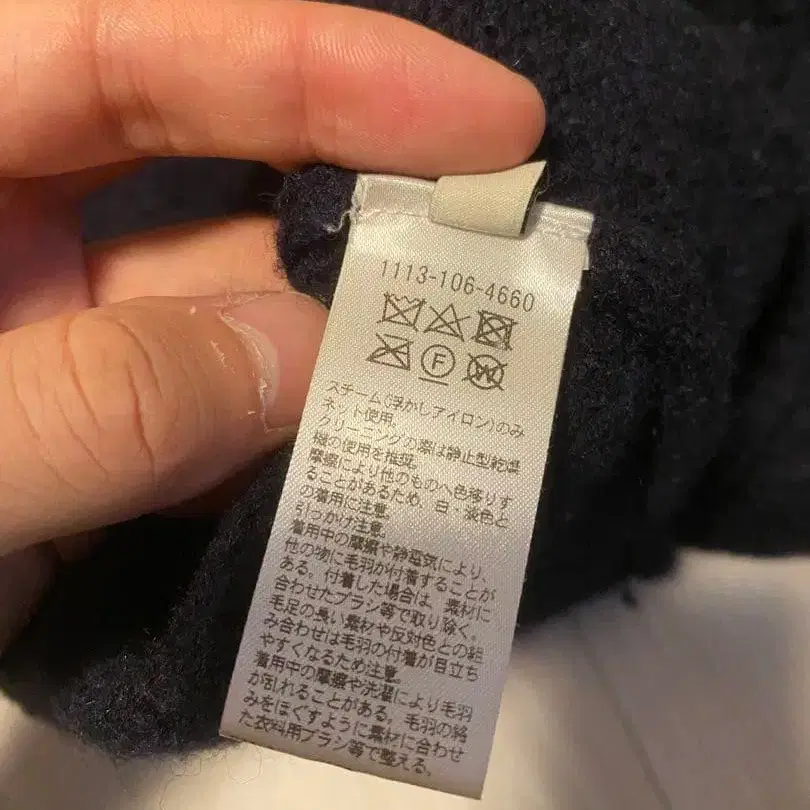 1113-106-4660
F W
スチーム(浮かしアイロン)のみ
ネット使用。
クリーニングの際は静止型乾燥
機の使用を推奨。
摩擦により他のものへ色移りす
ることがあるため、白・淡色と
の着用に注意。
引っかけ注意。
着用中の摩擦や静電気により、
他の物に毛羽が付着することが
ある。付着した場合は、素材に
合わせたブラシ等で取り除く。
毛足の長い素材や反対色との組
み合わせは毛羽の付着が目立ち
やすくなるため注意。
着用中の摩擦や洗濯により毛羽
が乱れることがある。毛羽の絡
みをほぐすように素材に合わせ
た衣料用ブラシ等で整える。